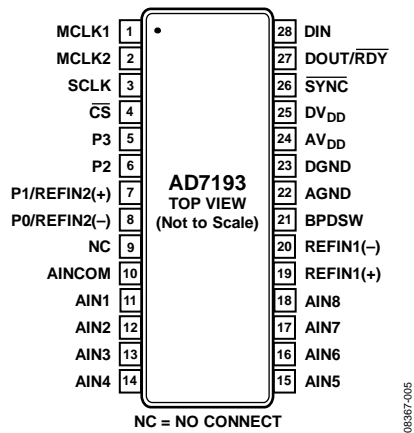 MCLK1 1
MCLK2 2
SCLK 3
C̅S̅ 4
P3 5
P2 6
P1/REFIN2(+) 7
P0/REFIN2(–) 8
NC 9
AINCOM 10
AIN1 11
AIN2 12
AIN3 13
AIN4 14
AD7193
TOP VIEW
(Not to Scale)
28 DIN
27 DOUT/R̅D̅Y̅
26 S̅Y̅N̅C̅
25 DVDD
24 AVDD
23 DGND
22 AGND
21 BPDSW
20 REFIN1(–)
19 REFIN1(+)
18 AIN8
17 AIN7
16 AIN6
15 AIN5
NC = NO CONNECT
08367-005